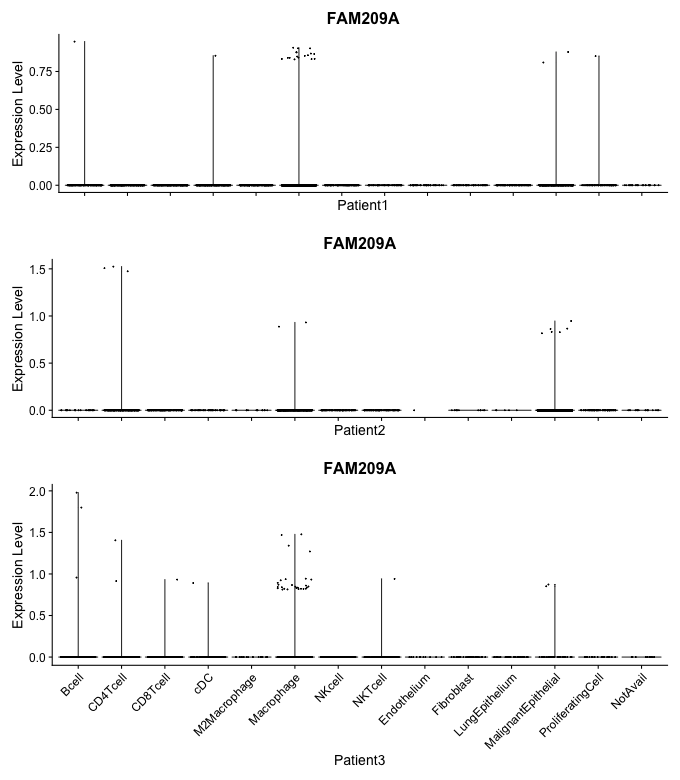 FAM209A
Expression Level
0.75
0.50
0.25
0.00
Patient1
FAM209A
Expression Level
1.5
1.0
0.5
0.0
Patient2
FAM209A
Expression Level
2.0
1.5
1.0
0.5
0.0
Bcell
CD4Tcell
CD8Tcell
cDC
M2Macrophage
Macrophage
NKcell
NKTcell
Endothelium
Fibroblast
LungEpithelium
MalignantEpithelial
ProliferatingCell
NotAvail
Patient3